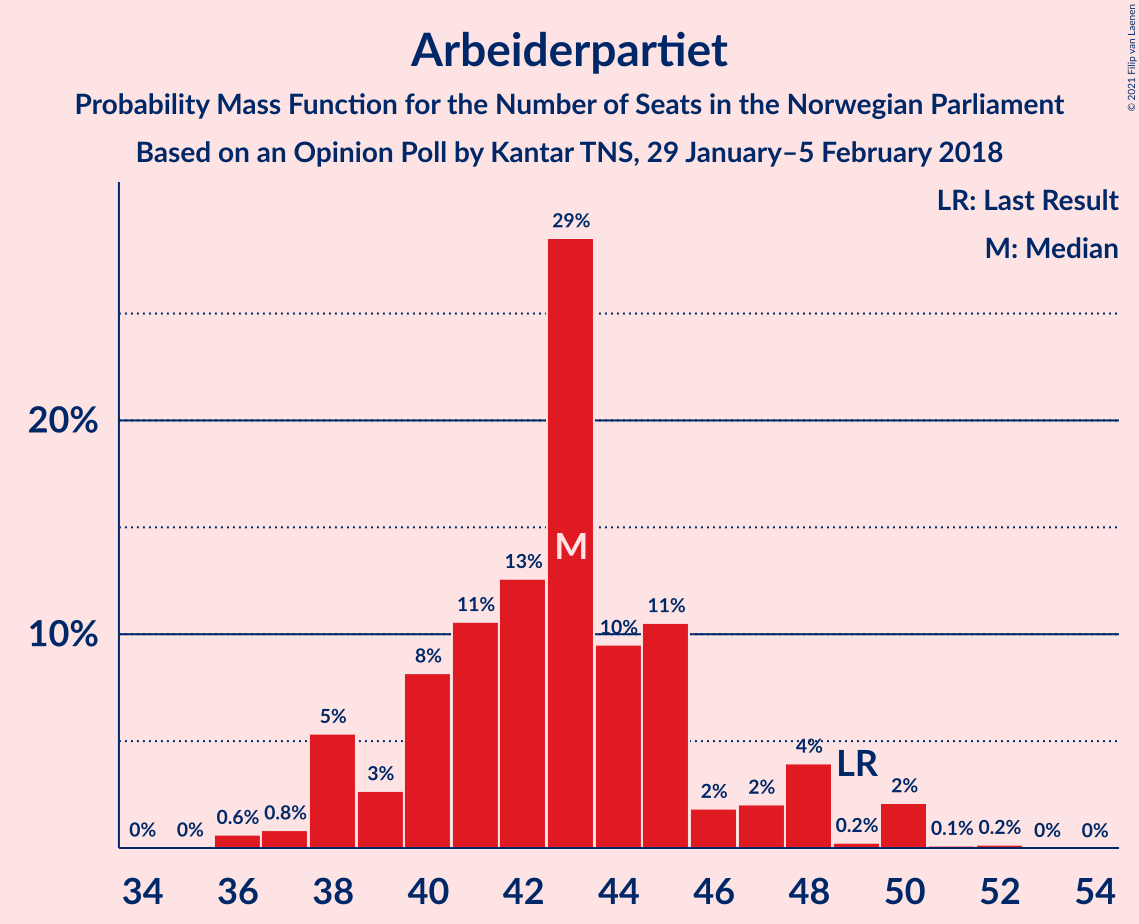 © 2021 Filip van Laenen
Arbeiderpartiet
Probability Mass Function for the Number of Seats in the Norwegian Parliament
Based on an Opinion Poll by Kantar TNS, 29 January–5 February 2018
LR: Last Result
M: Median
29%
20%
M
13%
11%
10%
11%
10%
8%
5%
3%
4%
LR
2%
2%
2%
0.6%
0.8%
0.2%
0.1%
0.2%
0%
0%
0%
0%
34 36 38 40 42 44 46 48 50 52 54